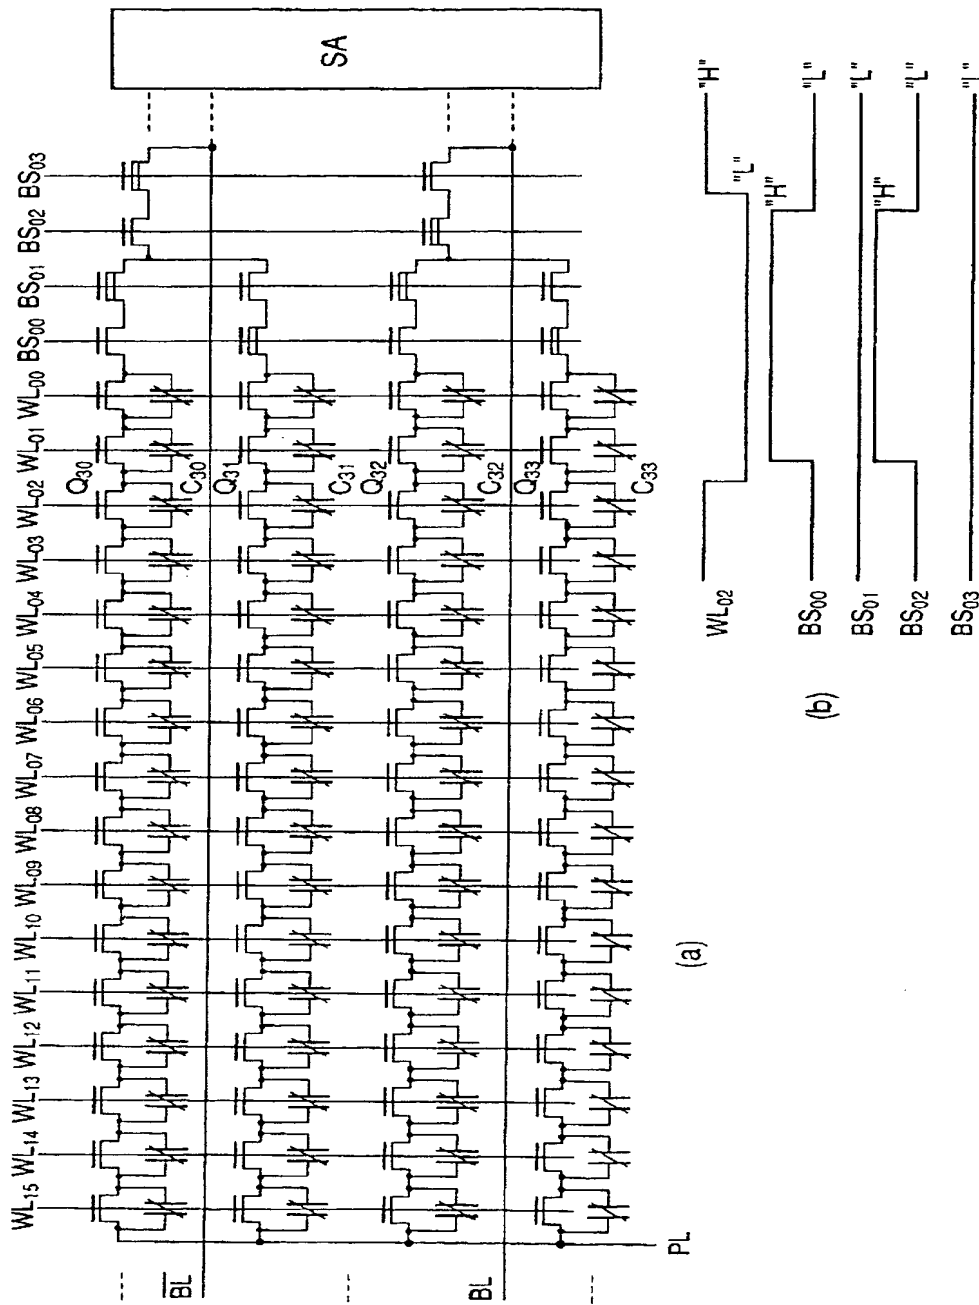 WL15 WL14 WL13 WL12 WL11 WL10 WL09 WL08 WL07 WL06 WL05 WL04 WL03 WL02 WL01 WL00 BS00 BS01 BS02 BS03
Q30
C30
Q31
C31
Q32
C32
Q33
C33
SA
BL
BL
PL
(a)
WL02 "L" "H"
BS00 "H" "L"
BS01 "L"
BS02 "H" "L"
BS03 "L"
(b)